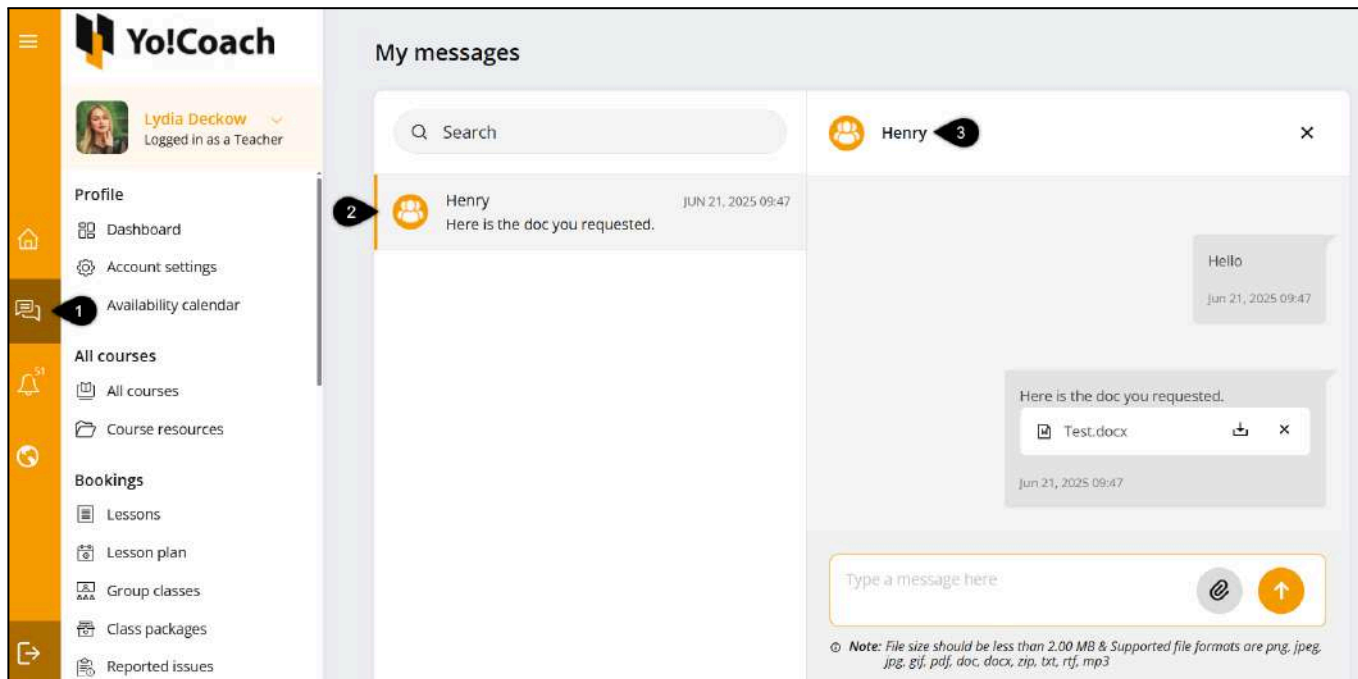 Yo!Coach
Lydia Deckow
Logged in as a Teacher
Profile
Dashboard
Account settings
1
Availability calendar
All courses
51
All courses
Course resources
Bookings
Lessons
Lesson plan
Group classes
Class packages
Reported issues
My messages
Search
2
Henry
JUN 21, 2025 09:47
Here is the doc you requested.
Henry
3
Hello
Jun 21, 2025 09:47
Here is the doc you requested.
Test.docx
Jun 21, 2025 09:47
Type a message here
Note: File size should be less than 2.00 MB & Supported file formats are png, jpeg,
jpg, gif, pdf, doc, docx, zip, txt, rtf, mp3